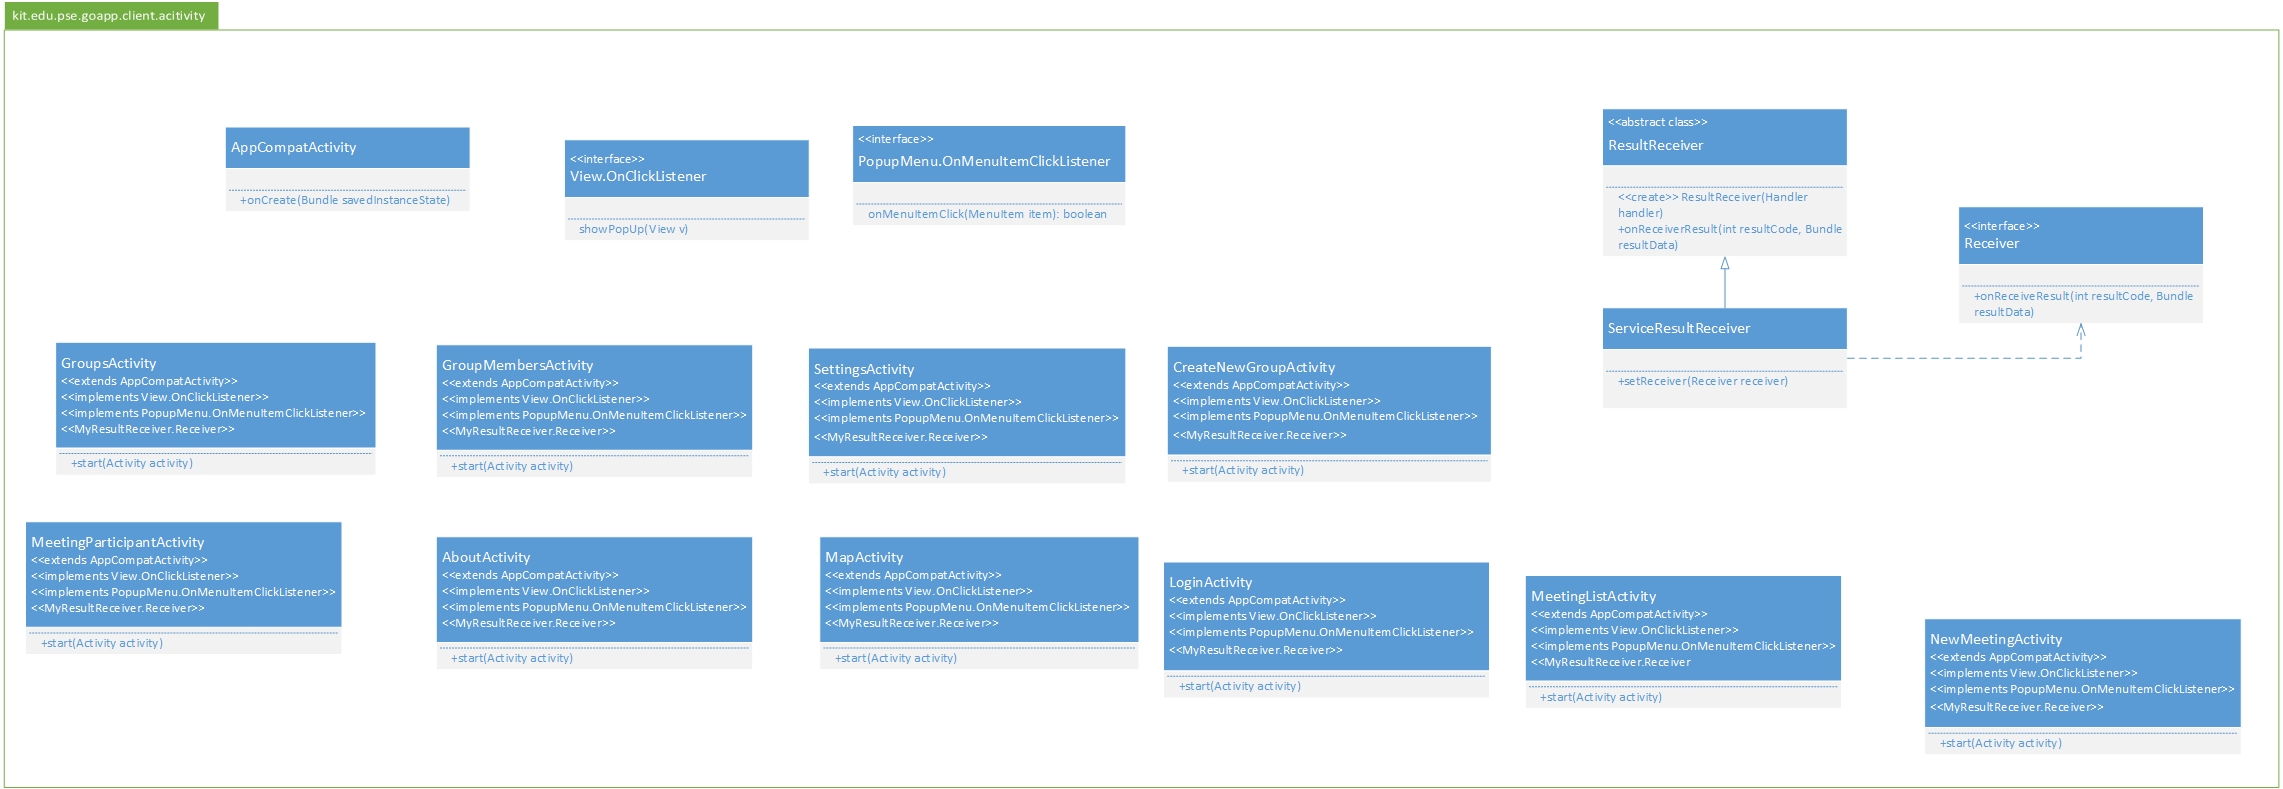 kit.edu.pse.goapp.client.acitivity
AppCompatActivity
+onCreate(Bundle savedInstanceState)
<<interface>>
View.OnClickListener
showPopUp(View v)
<<interface>>
PopupMenu.OnMenuItemClickListener
onMenuItemClick(MenuItem item): boolean
<<abstract class>>
ResultReceiver
<<create>> ResultReceiver(Handler
handler)
+onReceiverResult(int resultCode, Bundle
resultData)
<<interface>>
Receiver
+onReceiveResult(int resultCode, Bundle
resultData)
ServiceResultReceiver
+setReceiver(Receiver receiver)
GroupsActivity
<<extends AppCompatActivity>>
<<implements View.OnClickListener>>
<<implements PopupMenu.OnMenuItemClickListener>>
<<MyResultReceiver.Receiver>>
+start(Activity activity)
GroupMembersActivity
<<extends AppCompatActivity>>
<<implements View.OnClickListener>>
<<implements PopupMenu.OnMenuItemClickListener>>
<<MyResultReceiver.Receiver>>
+start(Activity activity)
SettingsActivity
<<extends AppCompatActivity>>
<<implements View.OnClickListener>>
<<implements PopupMenu.OnMenuItemClickListener>>
<<MyResultReceiver.Receiver>>
+start(Activity activity)
CreateNewGroupActivity
<<extends AppCompatActivity>>
<<implements View.OnClickListener>>
<<implements PopupMenu.OnMenuItemClickListener>>
<<MyResultReceiver.Receiver>>
+start(Activity activity)
MeetingParticipantActivity
<<extends AppCompatActivity>>
<<implements View.OnClickListener>>
<<implements PopupMenu.OnMenuItemClickListener>>
<<MyResultReceiver.Receiver>>
+start(Activity activity)
AboutActivity
<<extends AppCompatActivity>>
<<implements View.OnClickListener>>
<<implements PopupMenu.OnMenuItemClickListener>>
<<MyResultReceiver.Receiver>>
+start(Activity activity)
MapActivity
<<extends AppCompatActivity>>
<<implements View.OnClickListener>>
<<implements PopupMenu.OnMenuItemClickListener>>
<<MyResultReceiver.Receiver>>
+start(Activity activity)
LoginActivity
<<extends AppCompatActivity>>
<<implements View.OnClickListener>>
<<implements PopupMenu.OnMenuItemClickListener>>
<<MyResultReceiver.Receiver>>
+start(Activity activity)
MeetingListActivity
<<extends AppCompatActivity>>
<<implements View.OnClickListener>>
<<implements PopupMenu.OnMenuItemClickListener>>
<<MyResultReceiver.Receiver
+start(Activity activity)
NewMeetingActivity
<<extends AppCompatActivity>>
<<implements View.OnClickListener>>
<<implements PopupMenu.OnMenuItemClickListener>>
<<MyResultReceiver.Receiver>>
+start(Activity activity)